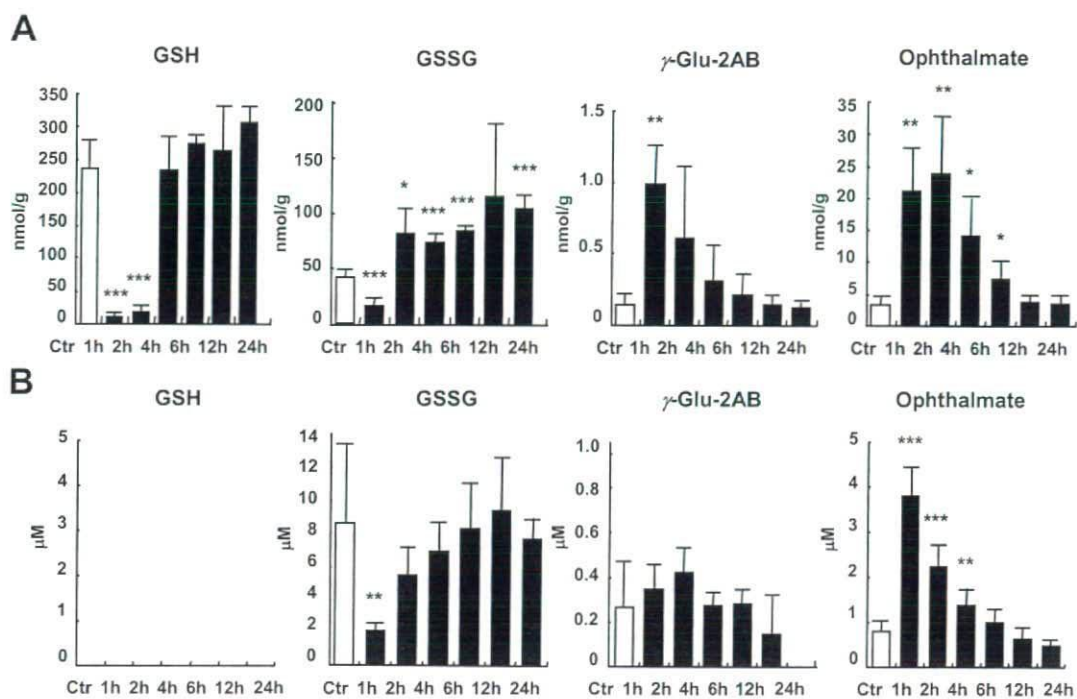 A
GSH
GSSG
γ-Glu-2AB
Ophthalmate
350
300
250
200
250
100
50
0
nmol/g
***
***
Ctr 1h 2h 4h 6h 12h 24h
200
150
100
50
0
nmol/g
***
*
***
***
***
Ctr 1h 2h 4h 6h 12h 24h
1.5
1.0
0.5
0
nmol/g
**
Ctr 1h 2h 4h 6h 12h 24h
35
30
25
20
15
10
5
0
nmol/g
**
**
*
*
Ctr 1h 2h 4h 6h 12h 24h
B
GSH
GSSG
γ-Glu-2AB
Ophthalmate
5
4
3
2
1
0
μM
Ctr 1h 2h 4h 6h 12h 24h
14
12
10
8
6
4
2
0
μM
**
Ctr 1h 2h 4h 6h 12h 24h
1.0
0.8
0.6
0.4
0.2
0
μM
Ctr 1h 2h 4h 6h 12h 24h
5
4
3
2
1
0
μM
***
***
**
Ctr 1h 2h 4h 6h 12h 24h